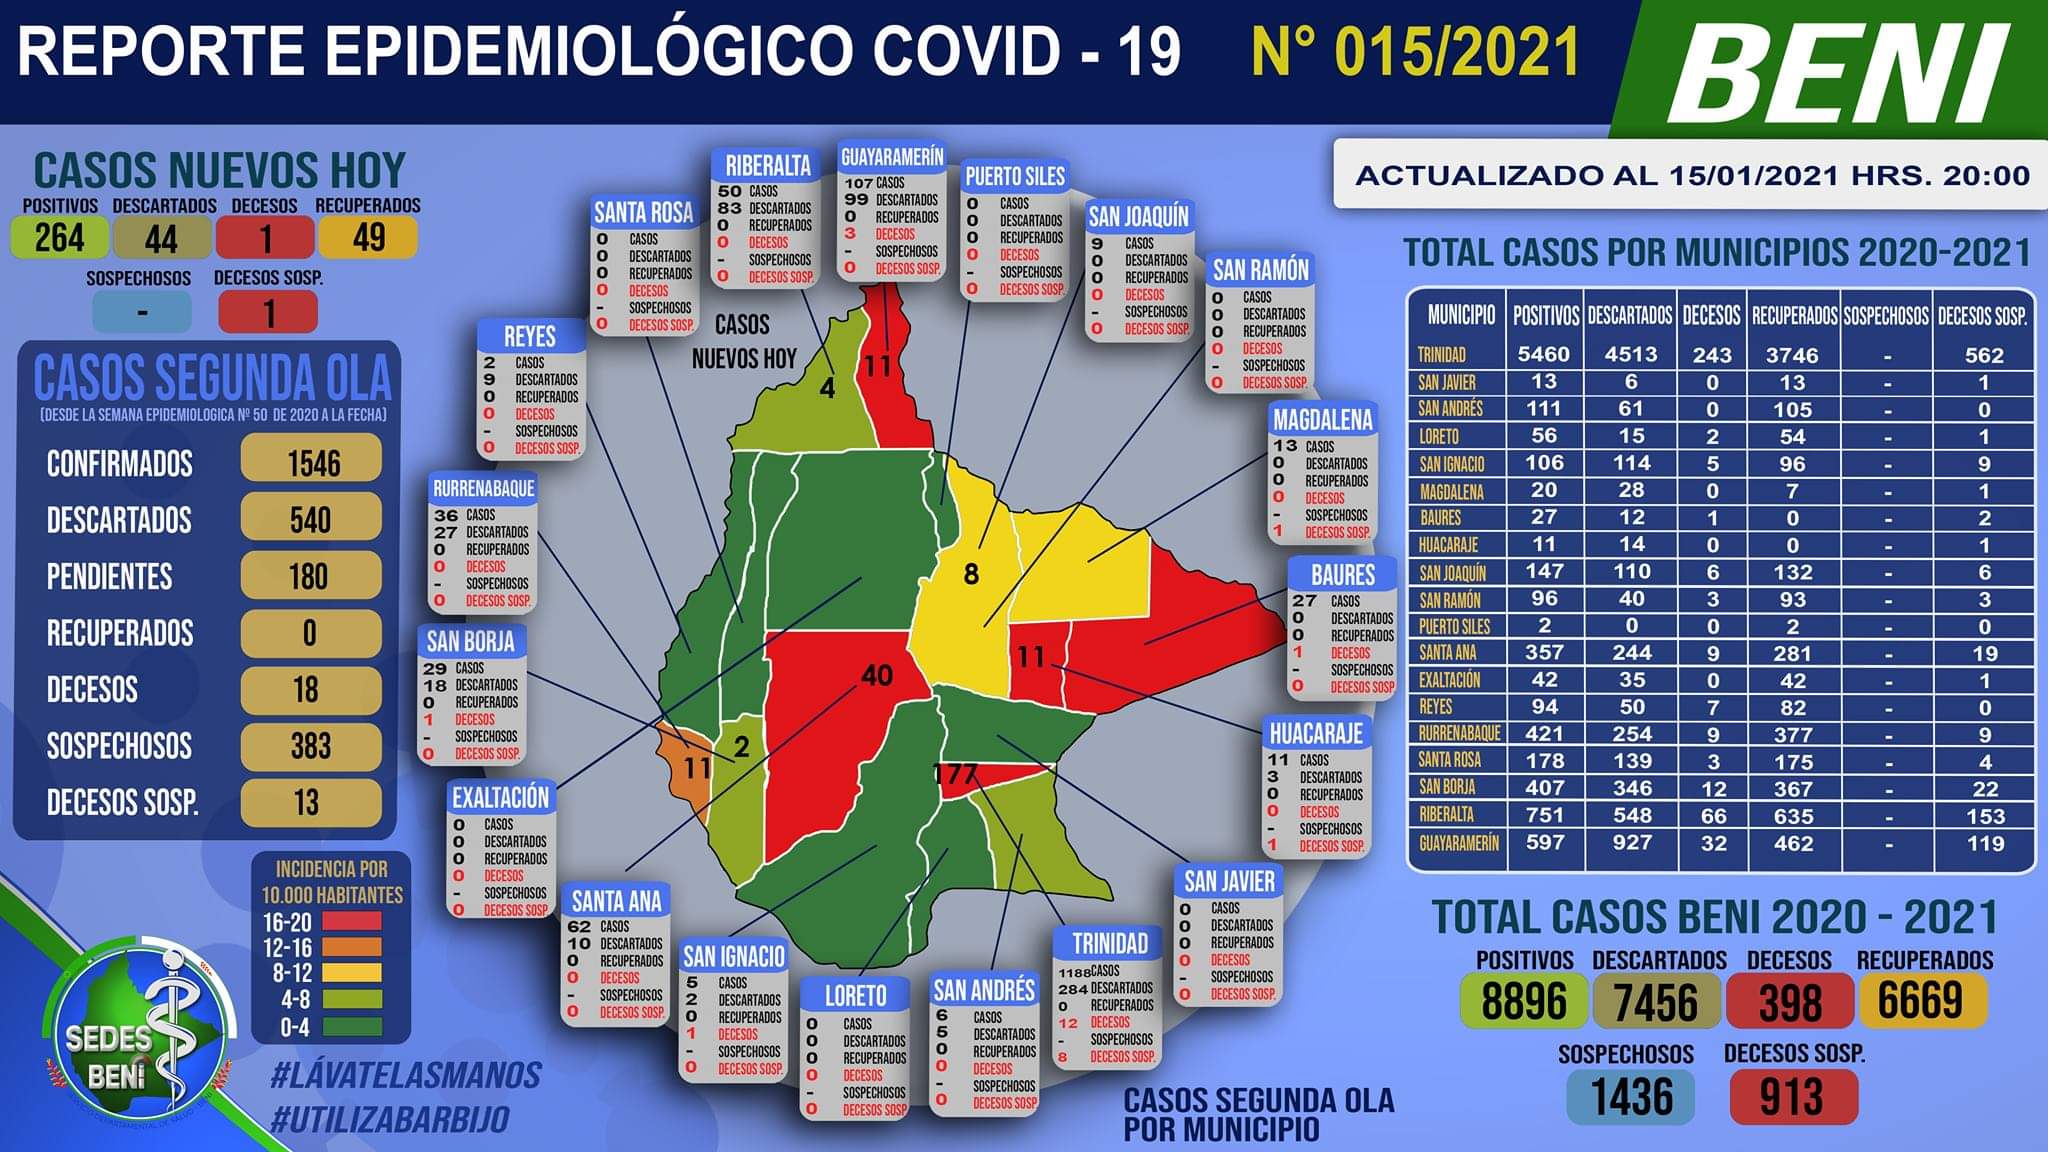 REPORTE EPIDEMIOLÓGICO COVID - 19 N° 015/2021
BENI
ACTUALIZADO AL 15/01/2021 HRS. 20:00
CASOS NUEVOS HOY
POSITIVOS DESCARTADOS DECESOS RECUPERADOS
264 44 1 49
SOSPECHOSOS DECESOS SOSP.
- 1
CASOS SEGUNDA OLA
(DESDE LA SEMANA EPIDEMIOLOGICA Nº 50 DE 2020 A LA FECHA)
CONFIRMADOS 1546
DESCARTADOS 540
PENDIENTES 180
RECUPERADOS 0
DECESOS 18
SOSPECHOSOS 383
DECESOS SOSP. 13
INCIDENCIA POR
10.000 HABITANTES
16-20
12-16
8-12
4-8
0-4
SEDES
BENI
#LÁVATELASMANOS
#UTILIZABARBIJO
CASOS
NUEVOS HOY
4
11
8
11
40
2
11
177
RIBERALTA
50 CASOS
83 DESCARTADOS
0 RECUPERADOS
0 DECESOS
- SOSPECHOSOS
0 DECESOS SOSP.
GUAYARAMERÍN
107 CASOS
99 DESCARTADOS
0 RECUPERADOS
3 DECESOS
- SOSPECHOSOS
0 DECESOS SOSP.
PUERTO SILES
0 CASOS
0 DESCARTADOS
0 RECUPERADOS
0 DECESOS
- SOSPECHOSOS
0 DECESOS SOSP.
SAN JOAQUÍN
9 CASOS
0 DESCARTADOS
0 RECUPERADOS
0 DECESOS
- SOSPECHOSOS
0 DECESOS SOSP.
SAN RAMÓN
0 CASOS
0 DESCARTADOS
0 RECUPERADOS
0 DECESOS
- SOSPECHOSOS
0 DECESOS SOSP.
MAGDALENA
13 CASOS
0 DESCARTADOS
0 RECUPERADOS
0 DECESOS
- SOSPECHOSOS
1 DECESOS SOSP.
BAURES
27 CASOS
0 DESCARTADOS
0 RECUPERADOS
1 DECESOS
- SOSPECHOSOS
0 DECESOS SOSP.
HUACARAJE
11 CASOS
3 DESCARTADOS
0 RECUPERADOS
0 DECESOS
- SOSPECHOSOS
1 DECESOS SOSP.
SAN JAVIER
0 CASOS
0 DESCARTADOS
0 RECUPERADOS
0 DECESOS
- SOSPECHOSOS
0 DECESOS SOSP.
TRINIDAD
1188 CASOS
284 DESCARTADOS
0 RECUPERADOS
12 DECESOS
- SOSPECHOSOS
8 DECESOS SOSP.
SAN ANDRÉS
6 CASOS
5 DESCARTADOS
0 RECUPERADOS
0 DECESOS
- SOSPECHOSOS
0 DECESOS SOSP
LORETO
0 CASOS
0 DESCARTADOS
0 RECUPERADOS
0 DECESOS
- SOSPECHOSOS
0 DECESOS SOSP
SAN IGNACIO
5 CASOS
2 DESCARTADOS
0 RECUPERADOS
1 DECESOS
- SOSPECHOSOS
0 DECESOS SOSP.
SANTA ANA
62 CASOS
10 DESCARTADOS
0 RECUPERADOS
0 DECESOS
- SOSPECHOSOS
0 DECESOS SOSP.
EXALTACIÓN
0 CASOS
0 DESCARTADOS
0 RECUPERADOS
0 DECESOS
- SOSPECHOSOS
0 DECESOS SOSP
SAN BORJA
29 CASOS
18 DESCARTADOS
0 RECUPERADOS
1 DECESOS
- SOSPECHOSOS
0 DECESOS SOSP.
RURRENABAQUE
36 CASOS
27 DESCARTADOS
0 RECUPERADOS
0 DECESOS
- SOSPECHOSOS
0 DECESOS SOSP.
REYES
2 CASOS
9 DESCARTADOS
0 RECUPERADOS
0 DECESOS
- SOSPECHOSOS
0 DECESOS SOSP.
SANTA ROSA
0 CASOS
0 DESCARTADOS
0 RECUPERADOS
0 DECESOS
- SOSPECHOSOS
0 DECESOS SOSP.
CASOS SEGUNDA OLA
POR MUNICIPIO
TOTAL CASOS POR MUNICIPIOS 2020-2021
MUNICIPIO POSITIVOS DESCARTADOS DECESOS RECUPERADOS SOSPECHOSOS DECESOS SOSP.
TRINIDAD 5460 4513 243 3746 - 562
SAN JAVIER 13 6 0 13 - 1
SAN ANDRÉS 111 61 0 105 - 0
LORETO 56 15 2 54 - 1
SAN IGNACIO 106 114 5 96 - 9
MAGDALENA 20 28 0 7 - 1
BAURES 27 12 1 0 - 2
HUACARAJE 11 14 0 0 - 1
SAN JOAQUÍN 147 110 6 132 - 6
SAN RAMÓN 96 40 3 93 - 3
PUERTO SILES 2 0 0 2 - 0
SANTA ANA 357 244 9 281 - 19
EXALTACIÓN 42 35 0 42 - 1
REYES 94 50 7 82 - 0
RURRENABAQUE 421 254 9 377 - 9
SANTA ROSA 178 139 3 175 - 4
SAN BORJA 407 346 12 367 - 22
RIBERALTA 751 548 66 635 - 153
GUAYARAMERÍN 597 927 32 462 - 119
TOTAL CASOS BENI 2020 - 2021
POSITIVOS DESCARTADOS DECESOS RECUPERADOS
8896 7456 398 6669
SOSPECHOSOS DECESOS SOSP.
1436 913